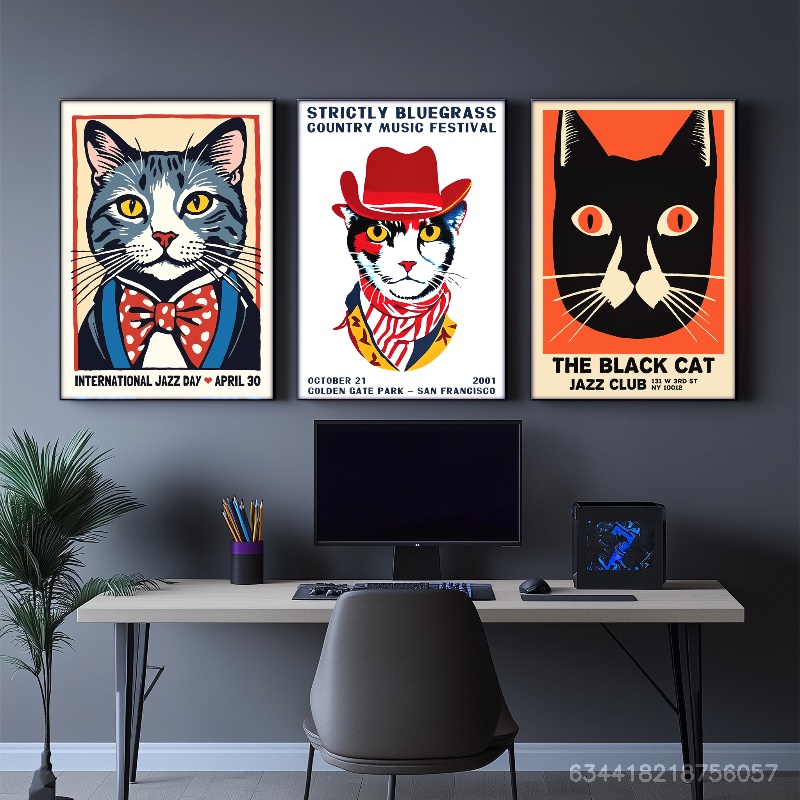 INTERNATIONAL JAZZ DAY ❤ APRIL 30
STRICTLY BLUEGRASS
COUNTRY MUSIC FESTIVAL
OCTOBER 21 2001
GOLDEN GATE PARK – SAN FRANCISCO
THE BLACK CAT
JAZZ CLUB 131 W 3RD ST
NY 10012
634418218756057